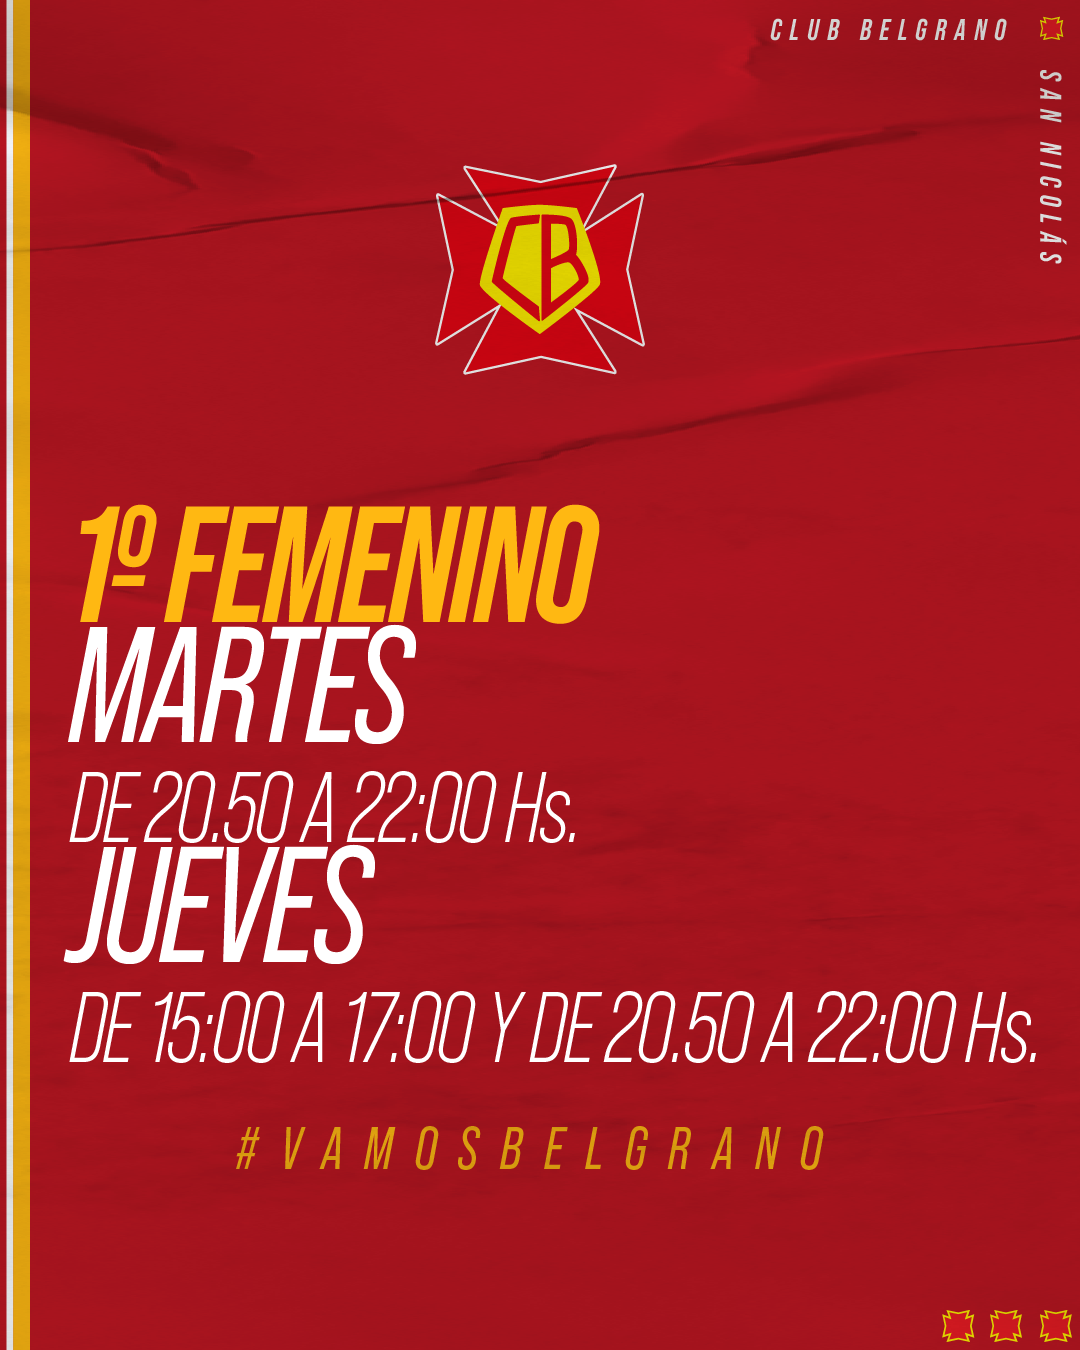 CLUB BELGRANO
SAN NICOLÁS
CB
1º FEMENINO
MARTES
DE 20.50 A 22:00 Hs.
JUEVES
DE 15:00 A 17:00 Y DE 20.50 A 22:00 Hs.
#VAMOSBELGRANO